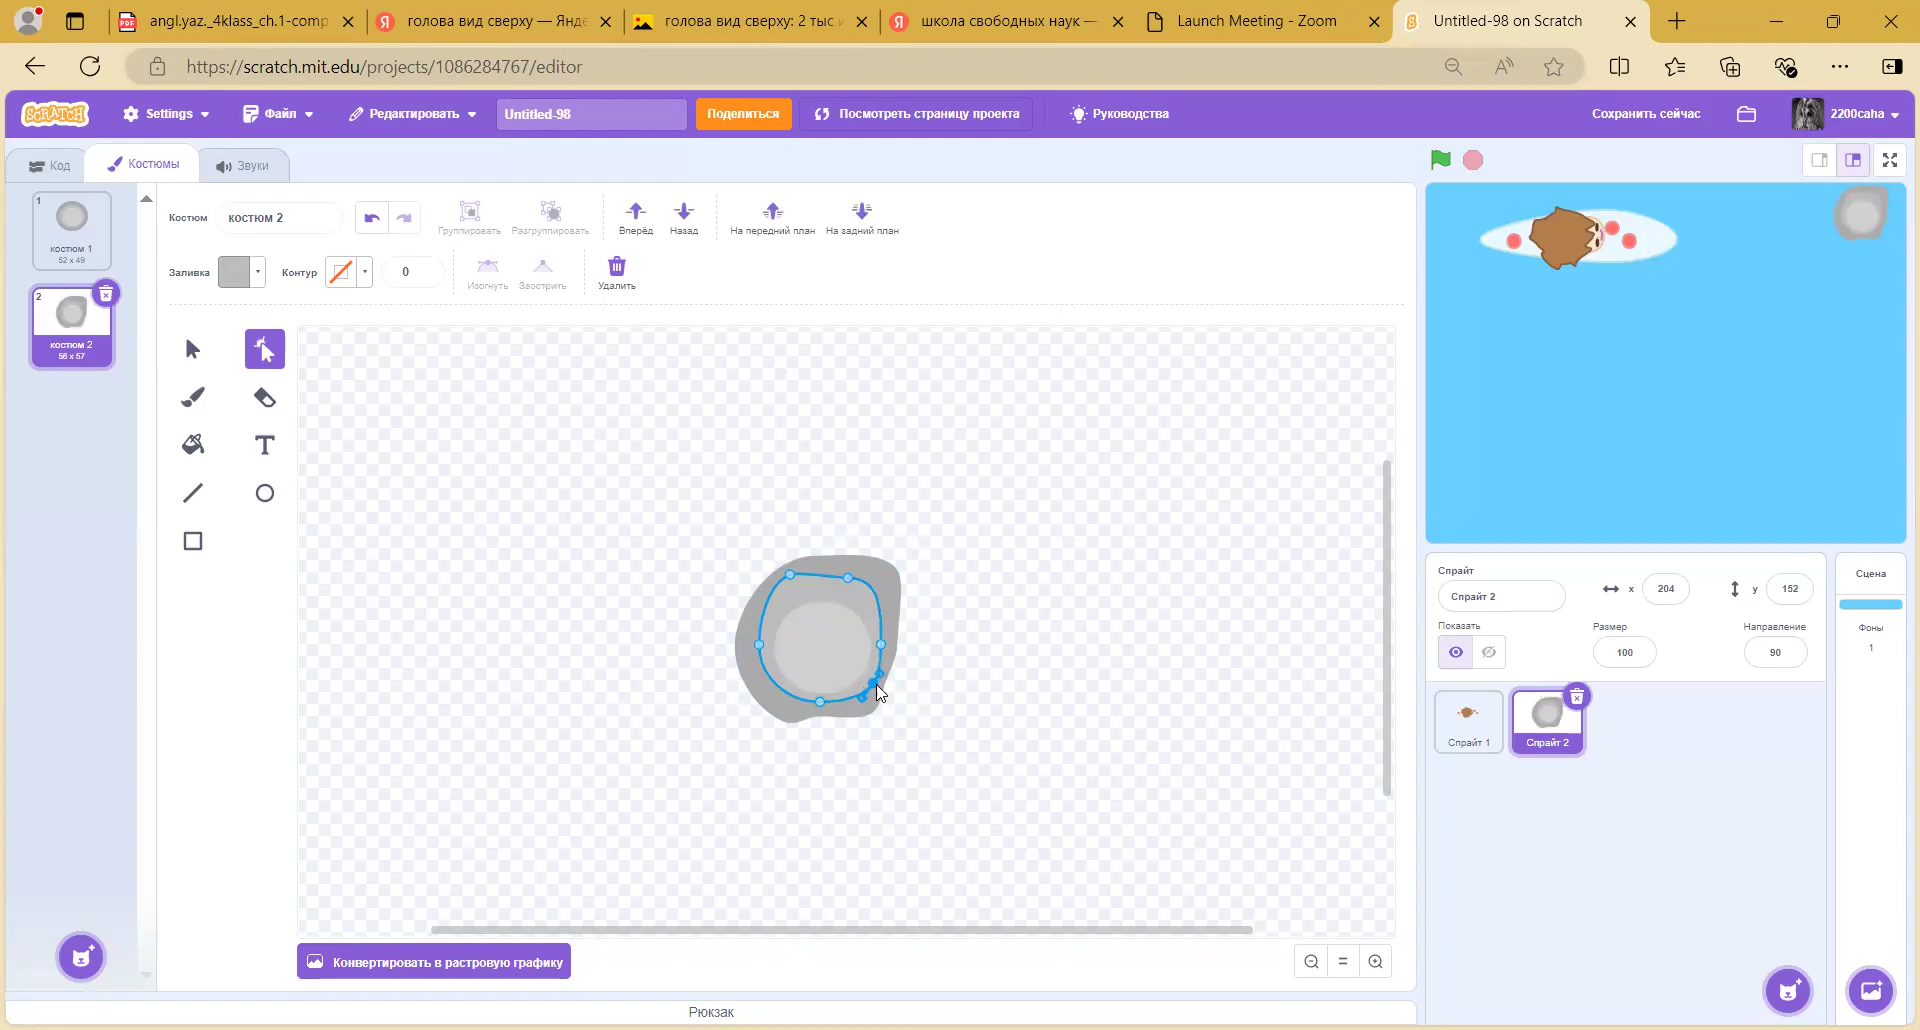 angl.yaz._4klass_ch.1-comp
голова вид сверху — Янде
голова вид сверху: 2 тыс и
школа свободных наук —
Launch Meeting - Zoom
Untitled-98 on Scratch
https://scratch.mit.edu/projects/1086284767/editor
SCRATCH
Settings
Файл
Редактировать
Untitled-98
Поделиться
Посмотреть страницу проекта
Руководства
Сохранить сейчас
2200caha
Код
Костюмы
Звуки
1
костюм 1
52 x 49
2
костюм 2
56 x 57
Костюм
костюм 2
Группировать
Разгруппировать
Вперёд
Назад
На передний план
На задний план
Заливка
Контур
0
Изогнуть
Заострить
Удалить
T
Конвертировать в растровую графику
Рюкзак
Спрайт
Спрайт 2
x
204
y
152
Показать
Размер
100
Направление
90
Спрайт 1
Спрайт 2
Сцена
Фоны
1